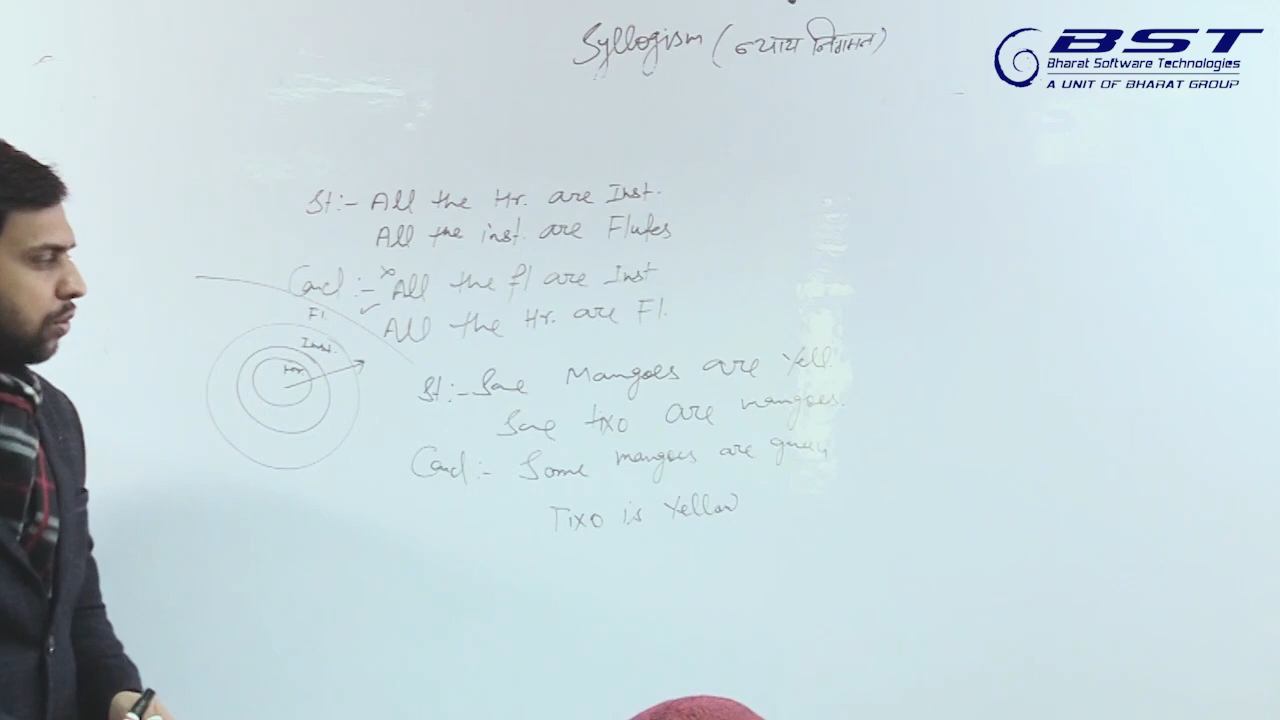 Syllogism (न्याय निगमन)
BST
Bharat Software Technologies
A UNIT OF BHARAT GROUP
St:- All the Hr. are Inst.
All the inst. are Flutes
Concl:- × All the fl are Inst
✓ All the Hr. are Fl.
Fl
Inst.
Hr
St:- Some Mangoes are Yell
Some tixo are mangoes.
Concl:- Some mangoes are green
Tixo is Yellow